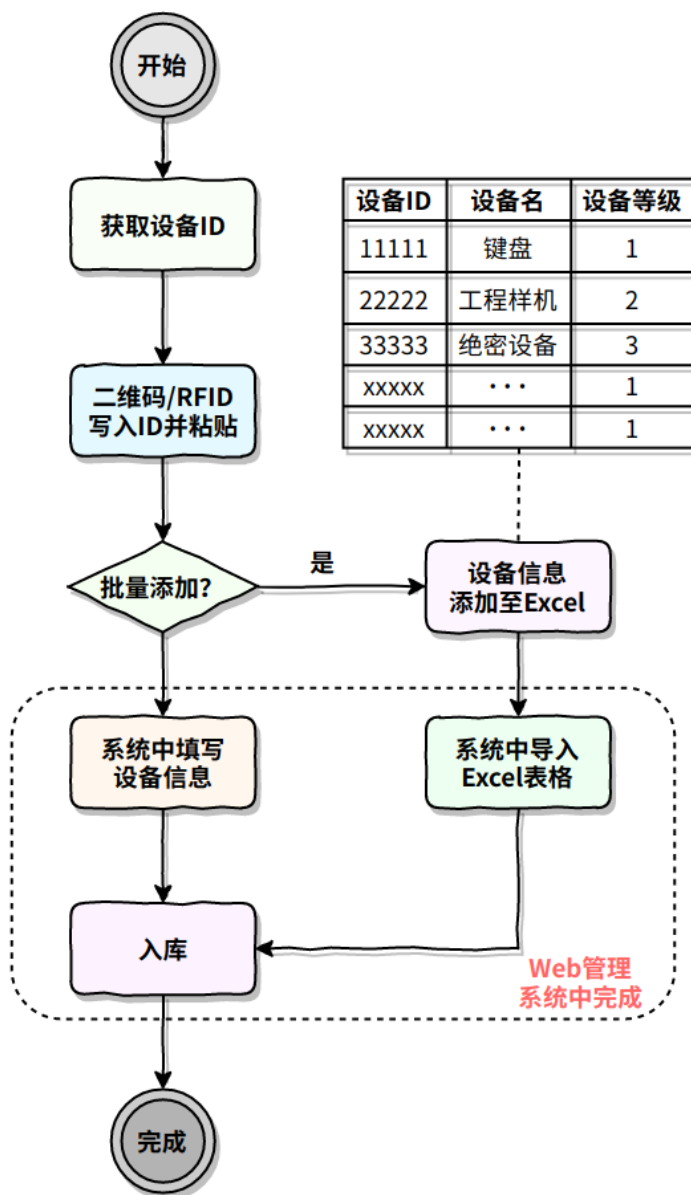 开始
获取设备ID
设备ID 设备名 设备等级
11111 键盘 1
22222 工程样机 2
33333 绝密设备 3
xxxxx ··· 1
xxxxx ··· 1
二维码/RFID
写入ID并粘贴
批量添加?
是
设备信息
添加至Excel
系统中填写
设备信息
系统中导入
Excel表格
入库
Web管理
系统中完成
完成